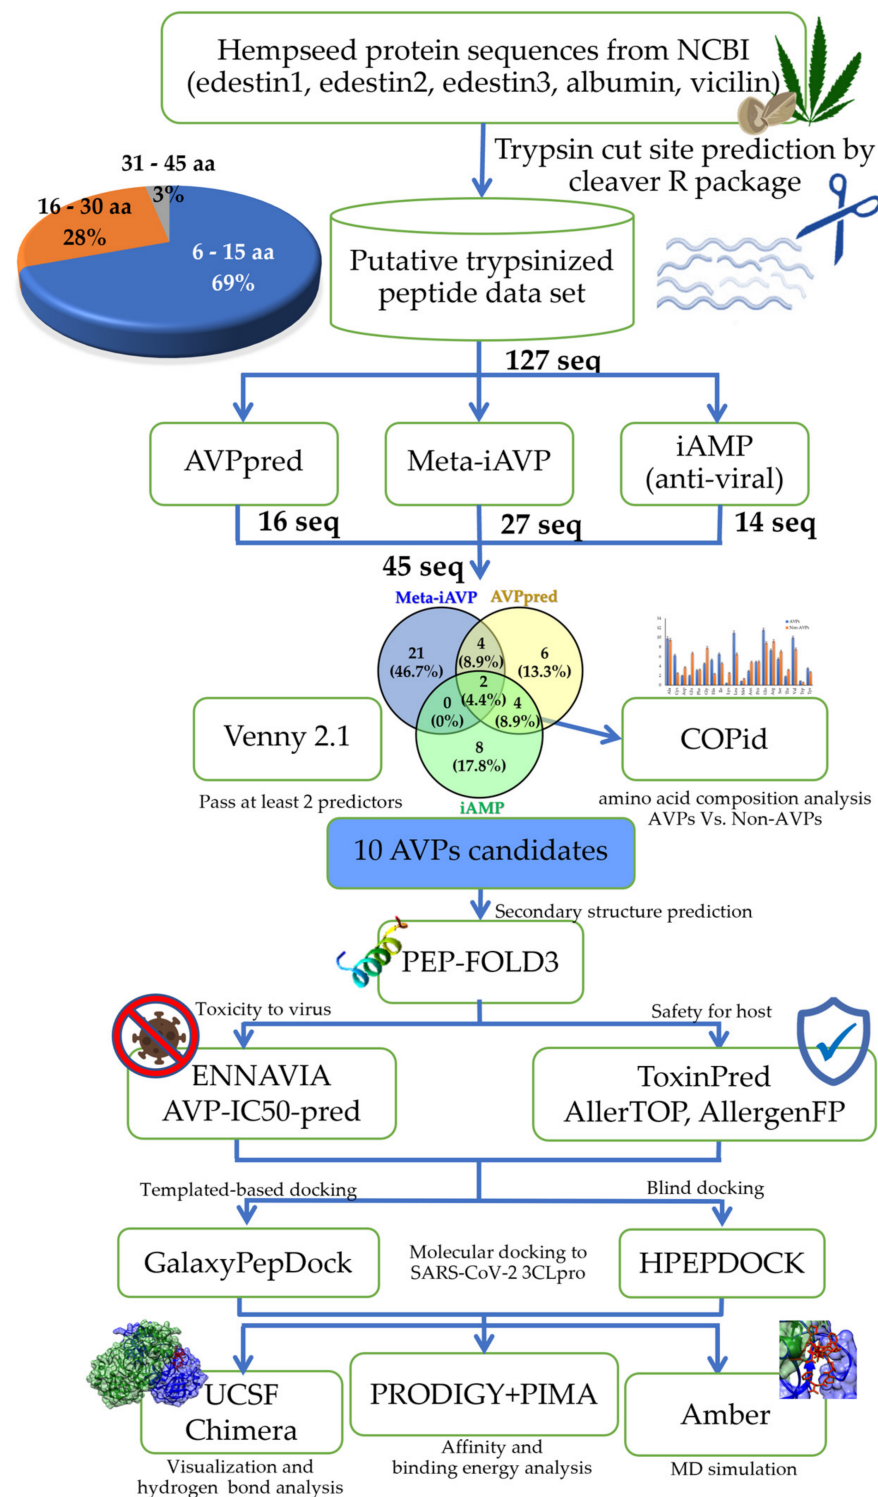 Hempseed protein sequences from NCBI
(edestin1, edestin2, edestin3, albumin, vicilin)
Trypsin cut site prediction by
cleaver R package
31 - 45 aa
3%
16 - 30 aa
28%
6 - 15 aa
69%
Putative trypsinized
peptide data set
127 seq
AVPpred
Meta-iAVP
iAMP
(anti-viral)
16 seq
27 seq
14 seq
45 seq
Meta-iAVP
AVPpred
21
(46.7%)
4
(8.9%)
6
(13.3%)
2
(4.4%)
0
(0%)
4
(8.9%)
8
(17.8%)
iAMP
AVPs
Non-AVPs
Venny 2.1
COPid
Pass at least 2 predictors
amino acid composition analysis
AVPs Vs. Non-AVPs
10 AVPs candidates
Secondary structure prediction
PEP-FOLD3
Toxicity to virus
Safety for host
ENNAVIA
AVP-IC50-pred
ToxinPred
AllerTOP, AllergenFP
Templated-based docking
Blind docking
GalaxyPepDock
Molecular docking to
SARS-CoV-2 3CLpro
HPEPDOCK
UCSF
Chimera
PRODIGY+PIMA
Amber
Visualization and
hydrogen bond analysis
Affinity and
binding energy analysis
MD simulation